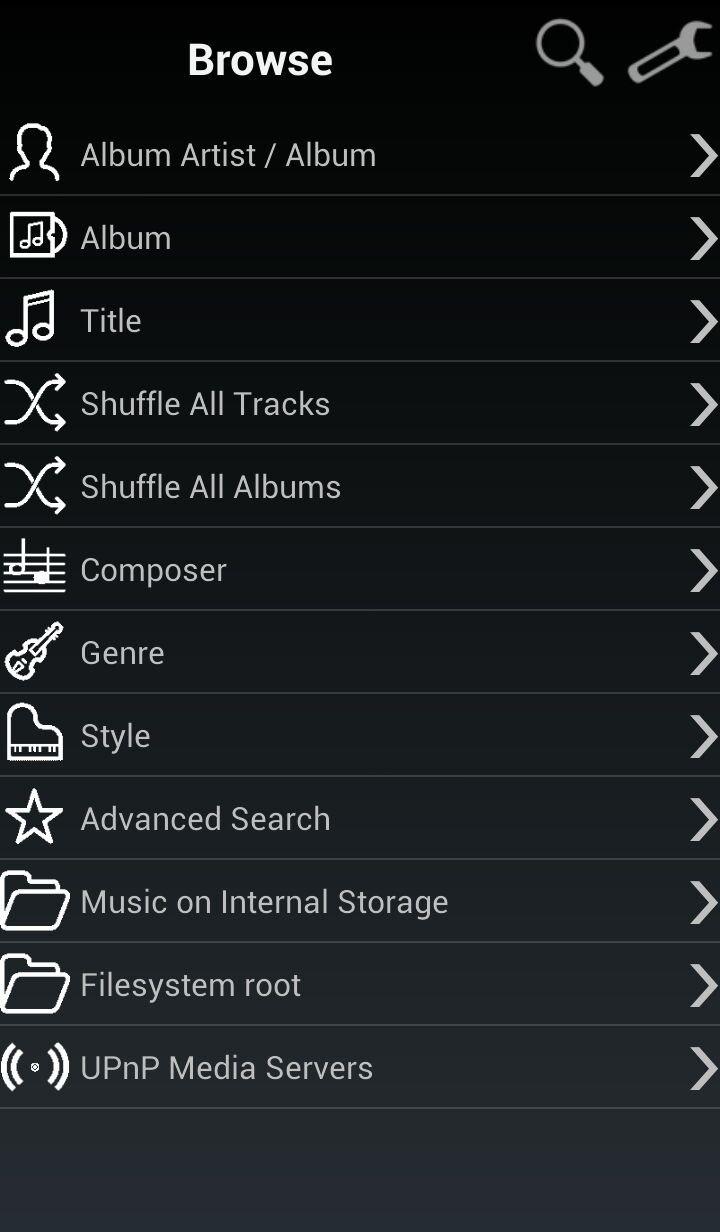 Browse
Album Artist / Album
Album
Title
Shuffle All Tracks
Shuffle All Albums
Composer
Genre
Style
Advanced Search
Music on Internal Storage
Filesystem root
UPnP Media Servers